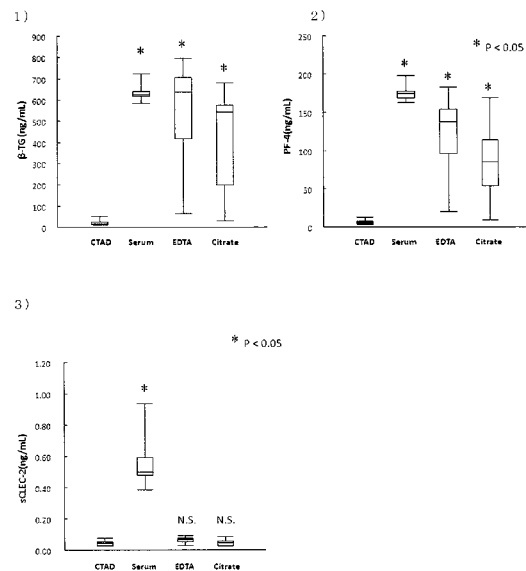 1)
900
800
700
600
500
400
300
200
100
0
β-TG (ng/mL)
* * *
CTAD Serum EDTA Citrate
2)
* P < 0.05
250
200
150
100
50
0
PF-4(ng/mL)
* * *
CTAD Serum EDTA Citrate
3)
* P < 0.05
1.20
1.00
0.80
0.60
0.40
0.20
0.00
sCLEC-2(ng/mL)
*
N.S. N.S.
CTAD Serum EDTA Citrate